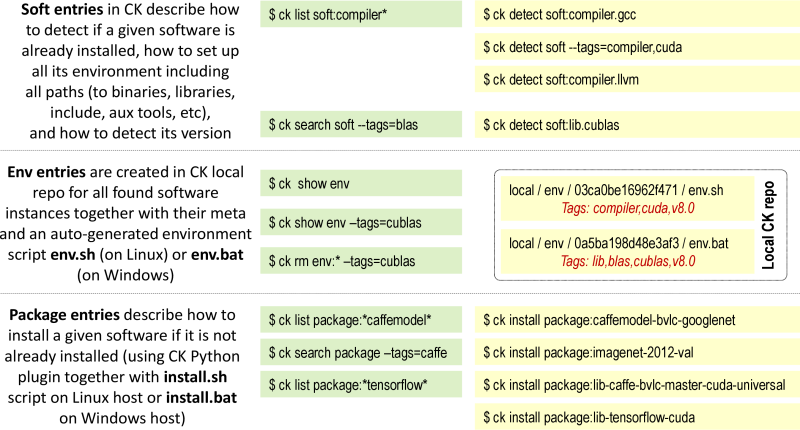 Soft entries in CK describe how
to detect if a given software is
already installed, how to set up
all its environment including
all paths (to binaries, libraries,
include, aux tools, etc),
and how to detect its version
$ ck list soft:compiler*
$ ck search soft --tags=blas
$ ck detect soft:compiler.gcc
$ ck detect soft --tags=compiler,cuda
$ ck detect soft:compiler.llvm
$ ck detect soft:lib.cublas
Env entries are created in CK local
repo for all found software
instances together with their meta
and an auto-generated environment
script env.sh (on Linux) or env.bat
(on Windows)
$ ck show env
$ ck show env –tags=cublas
$ ck rm env:* –tags=cublas
local / env / 03ca0be16962f471 / env.sh
Tags: compiler,cuda,v8.0
local / env / 0a5ba198d48e3af3 / env.bat
Tags: lib,blas,cublas,v8.0
Local CK repo
Package entries describe how to
install a given software if it is not
already installed (using CK Python
plugin together with install.sh
script on Linux host or install.bat
on Windows host)
$ ck list package:*caffemodel*
$ ck search package –tags=caffe
$ ck list package:*tensorflow*
$ ck install package:caffemodel-bvlc-googlenet
$ ck install package:imagenet-2012-val
$ ck install package:lib-caffe-bvlc-master-cuda-universal
$ ck install package:lib-tensorflow-cuda